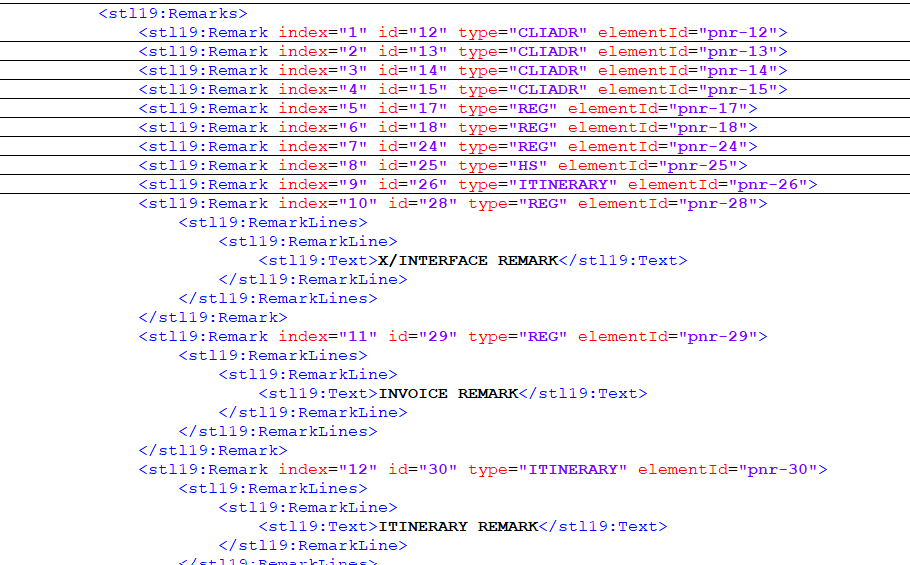 <stl19:Remarks>
<stl19:Remark index="1" id="12" type="CLIADR" elementId="pnr-12">
<stl19:Remark index="2" id="13" type="CLIADR" elementId="pnr-13">
<stl19:Remark index="3" id="14" type="CLIADR" elementId="pnr-14">
<stl19:Remark index="4" id="15" type="CLIADR" elementId="pnr-15">
<stl19:Remark index="5" id="17" type="REG" elementId="pnr-17">
<stl19:Remark index="6" id="18" type="REG" elementId="pnr-18">
<stl19:Remark index="7" id="24" type="REG" elementId="pnr-24">
<stl19:Remark index="8" id="25" type="HS" elementId="pnr-25">
<stl19:Remark index="9" id="26" type="ITINERARY" elementId="pnr-26">
<stl19:Remark index="10" id="28" type="REG" elementId="pnr-28">
<stl19:RemarkLines>
<stl19:RemarkLine>
<stl19:Text>X/INTERFACE REMARK</stl19:Text>
</stl19:RemarkLine>
</stl19:RemarkLines>
</stl19:Remark>
<stl19:Remark index="11" id="29" type="REG" elementId="pnr-29">
<stl19:RemarkLines>
<stl19:RemarkLine>
<stl19:Text>INVOICE REMARK</stl19:Text>
</stl19:RemarkLine>
</stl19:RemarkLines>
</stl19:Remark>
<stl19:Remark index="12" id="30" type="ITINERARY" elementId="pnr-30">
<stl19:RemarkLines>
<stl19:RemarkLine>
<stl19:Text>ITINERARY REMARK</stl19:Text>
</stl19:RemarkLine>
</stl19:RemarkLines>